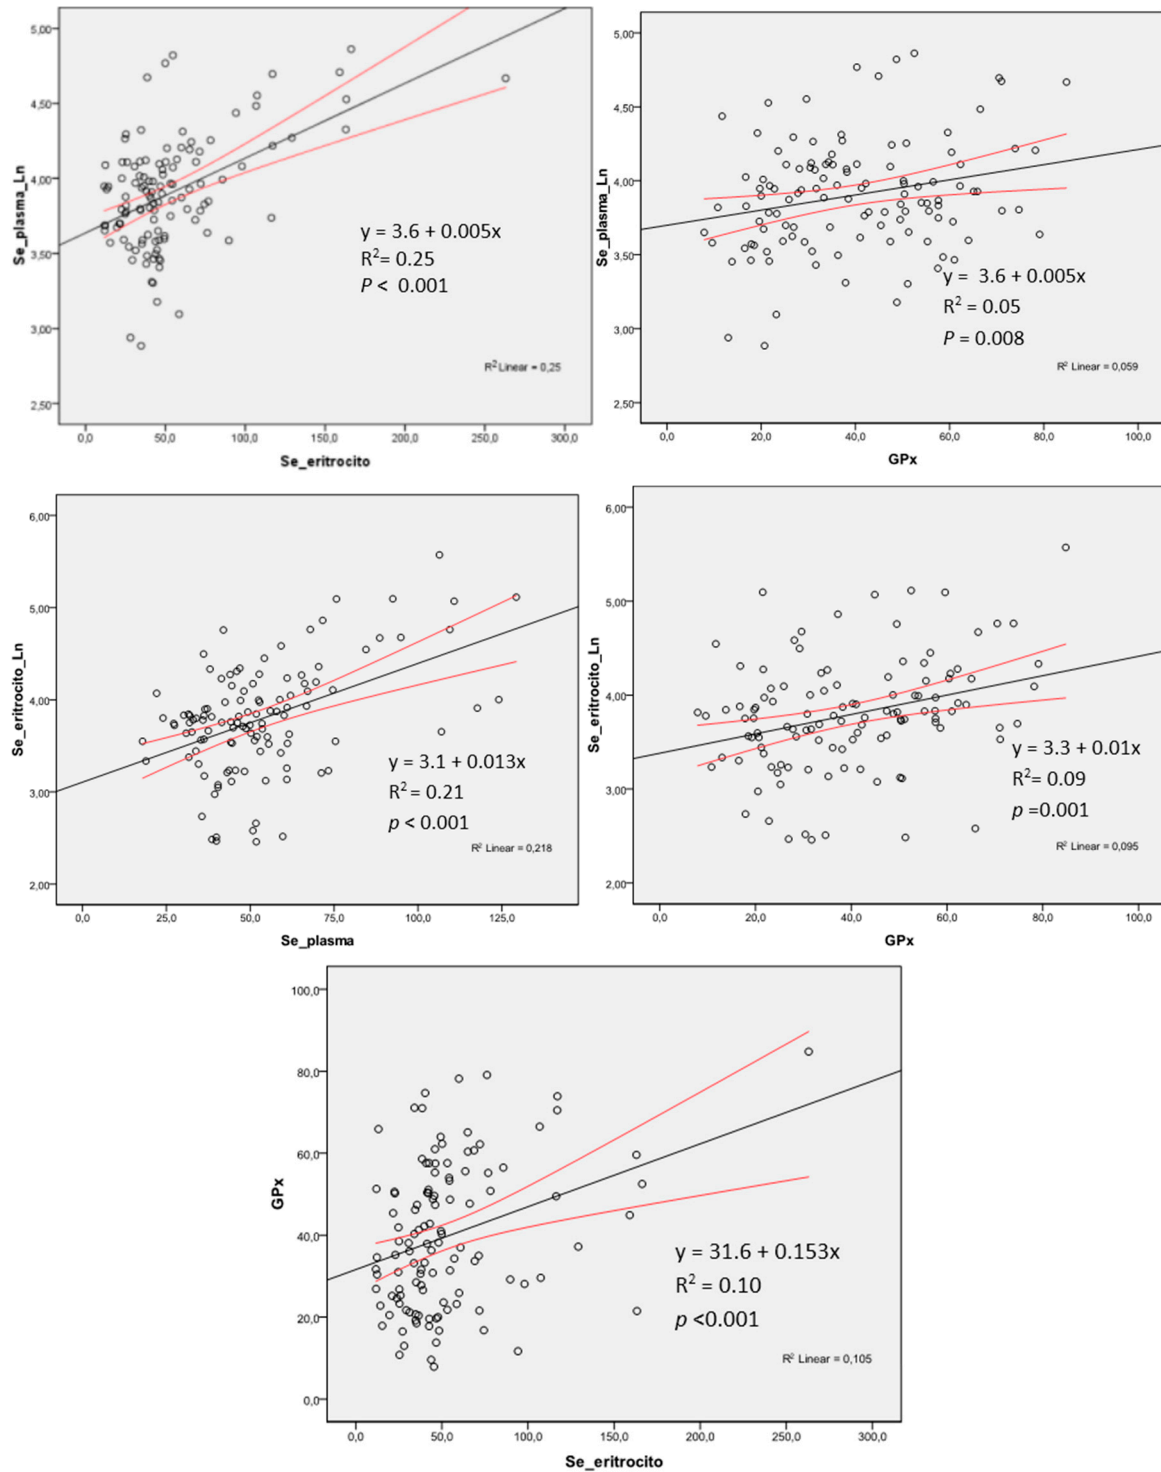 5,00
4,50
4,00
3,50
3,00
2,50
Se_plasma_Ln
y = 3.6 + 0.005x
R²= 0.25
P < 0.001
R² Linear = 0,25
0,0 50,0 100,0 150,0 200,0 250,0 300,0
Se_eritrocito
5,00
4,50
4,00
3,50
3,00
2,50
Se_plasma_Ln
y = 3.6 + 0.005x
R² = 0.05
P = 0.008
R² Linear = 0,059
0,0 20,0 40,0 60,0 80,0 100,0
GPx
6,00
5,00
4,00
3,00
2,00
Se_eritrocito_Ln
y = 3.1 + 0.013x
R² = 0.21
p < 0.001
R² Linear = 0,218
0,0 25,0 50,0 75,0 100,0 125,0
Se_plasma
6,00
5,00
4,00
3,00
2,00
Se_eritrocito_Ln
y = 3.3 + 0.01x
R² = 0.09
p =0.001
R² Linear = 0,095
0,0 20,0 40,0 60,0 80,0 100,0
GPx
100,0
80,0
60,0
40,0
20,0
0,0
GPx
y = 31.6 + 0.153x
R² = 0.10
p <0.001
R² Linear = 0,105
0,0 50,0 100,0 150,0 200,0 250,0 300,0
Se_eritrocito